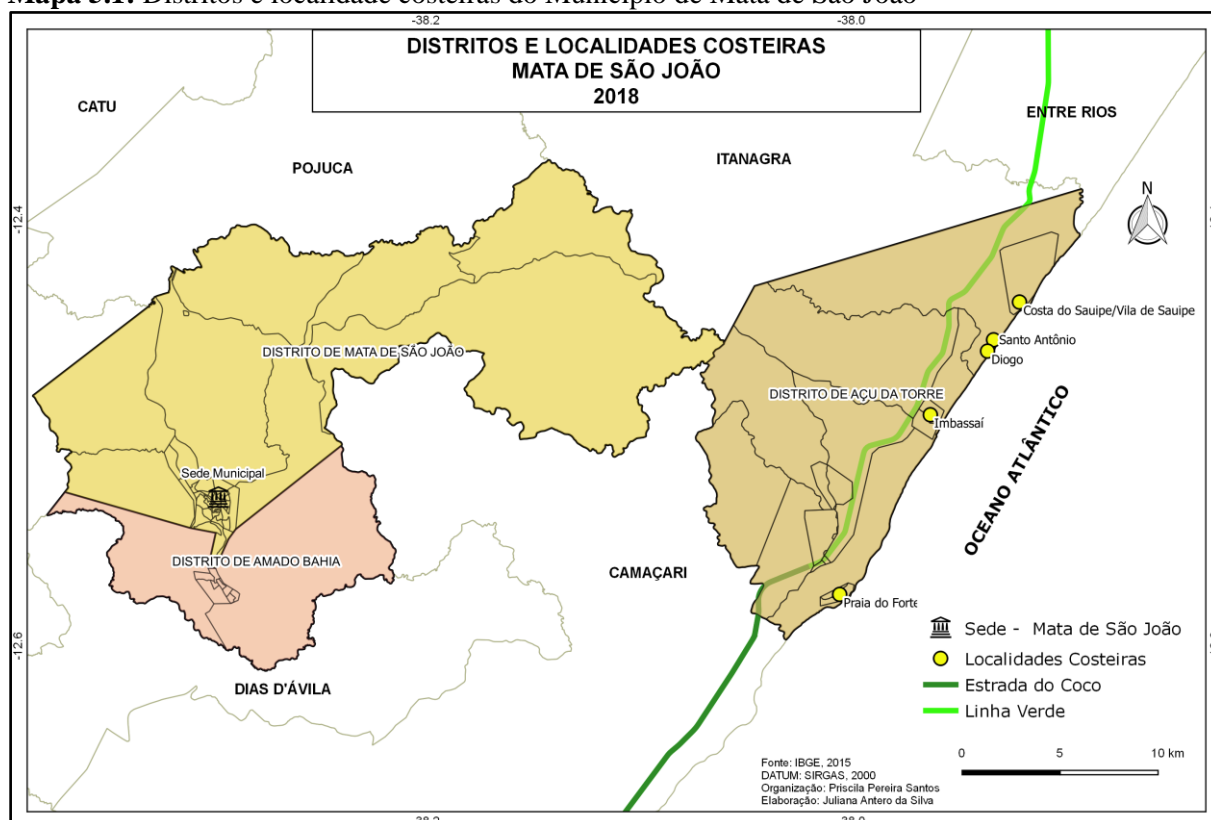 Mapa 3.1: Distritos e localidade costeiras do Município de Mata de São João
-38.2
-38.0
DISTRITOS E LOCALIDADES COSTEIRAS
MATA DE SÃO JOÃO
2018
CATU
ENTRE RIOS
POJUCA
ITANAGRA
N
-12.4
Costa do Sauipe/Vila de Sauipe
Santo Antônio
Diogo
DISTRITO DE MATA DE SÃO JOÃO
DISTRITO DE AÇU DA TORRE
Imbassaí
OCEANO ATLÂNTICO
Sede Municipal
DISTRITO DE AMADO BAHIA
CAMAÇARI
Praia do Forte
-12.6
Sede - Mata de São João
Localidades Costeiras
Estrada do Coco
Linha Verde
DIAS D'ÁVILA
0 5 10 km
Fonte: IBGE, 2015
DATUM: SIRGAS, 2000
Organização: Priscila Pereira Santos
Elaboração: Juliana Antero da Silva